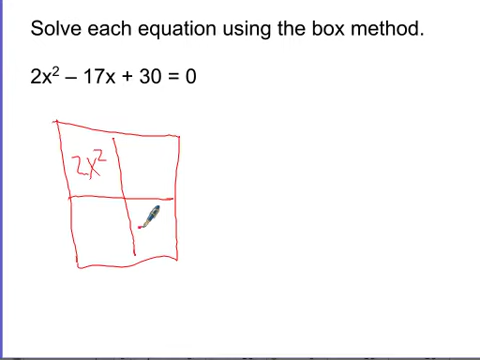 Solve each equation using the box method.
2x² – 17x + 30 = 0
2x²